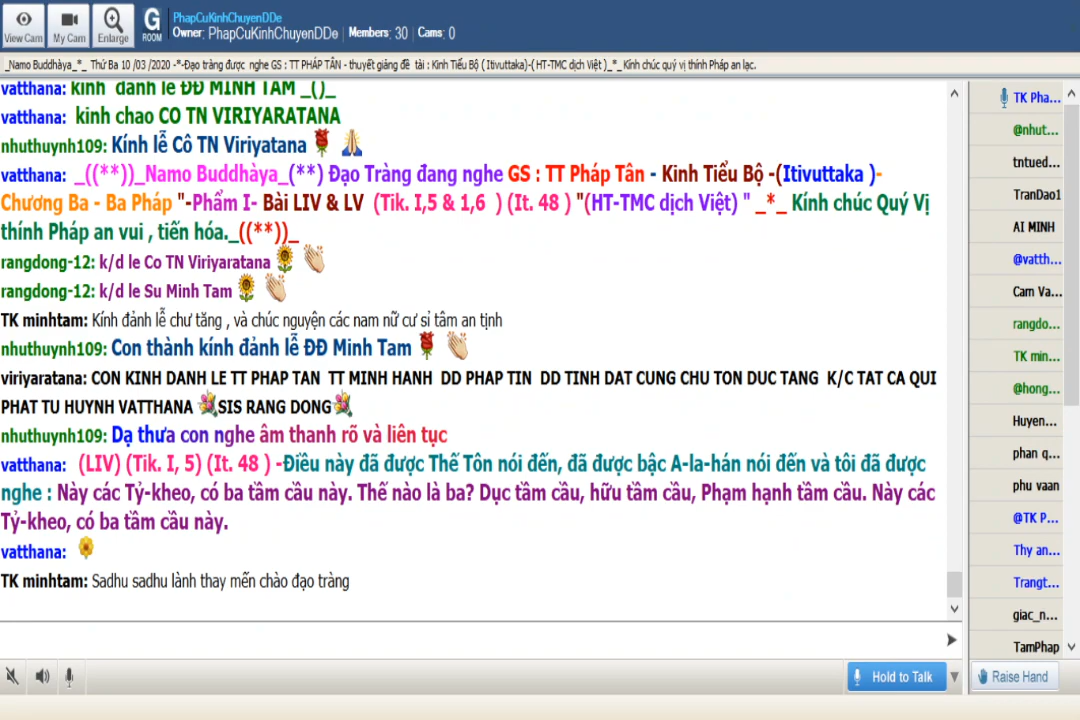 View Cam
My Cam
Enlarge
G
ROOM
PhapCuKinhChuyenDDe
Owner: PhapCuKinhChuyenDDe | Members: 30 | Cams: 0
_Namo Buddhàya_*_ Thứ Ba 10 /03 /2020 -*-Đạo tràng được nghe GS : TT PHÁP TÂN - thuyết giảng đề tài : Kinh Tiểu Bộ ( Itivuttaka)-( HT-TMC dịch Việt )_*_ Kính chúc quý vị thính Pháp an lạc.
vatthana: kinh danh le ĐĐ MINH TAM _()_
vatthana: kinh chao CO TN VIRIYARATANA
nhuthuynh109: Kính lễ Cô TN Viriyatana
vatthana: _((**))_Namo Buddhàya_(**) Đạo Tràng đang nghe GS : TT Pháp Tân - Kinh Tiểu Bộ -(Itivuttaka )-
Chương Ba - Ba Pháp "-Phẩm I- Bài LIV & LV (Tik. I,5 & 1,6 ) (It. 48 ) "(HT-TMC dịch Việt) " _*_ Kính chúc Quý Vị
thính Pháp an vui , tiến hóa._((**))_
rangdong-12: k/d le Co TN Viriyaratana
rangdong-12: k/d le Su Minh Tam
TK minhtam: Kính đảnh lễ chư tăng , và chúc nguyện các nam nữ cư sỉ tâm an tịnh
nhuthuynh109: Con thành kính đảnh lễ ĐĐ Minh Tam
viriyaratana: CON KINH DANH LE TT PHAP TAN TT MINH HANH DD PHAP TIN DD TINH DAT CUNG CHU TON DUC TANG K/C TAT CA QUI
PHAT TU HUYNH VATTHANA SIS RANG DONG
nhuthuynh109: Dạ thưa con nghe âm thanh rõ và liên tục
vatthana: (LIV) (Tik. I, 5) (It. 48 ) -Điều này đã được Thế Tôn nói đến, đã được bậc A-la-hán nói đến và tôi đã được
nghe : Này các Tỷ-kheo, có ba tầm cầu này. Thế nào là ba? Dục tầm cầu, hữu tầm cầu, Phạm hạnh tầm cầu. Này các
Tỷ-kheo, có ba tầm cầu này.
vatthana:
TK minhtam: Sadhu sadhu lành thay mến chào đạo tràng
TK Pha...
@nhut...
tntued...
TranDao1
AI MINH
@vatth...
Cam Va...
rangdo...
TK min...
@hong...
Huyen...
phan q...
phu vaan
@TK P...
Thy an...
Trangt...
giac_n...
TamPhap
Hold to Talk
Raise Hand